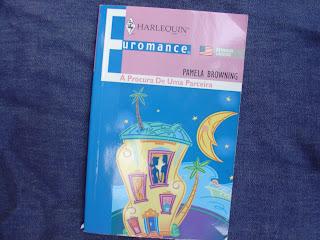 HARLEQUIN®
Euromance
PAMELA BROWNING
A Procura De Uma Parceira